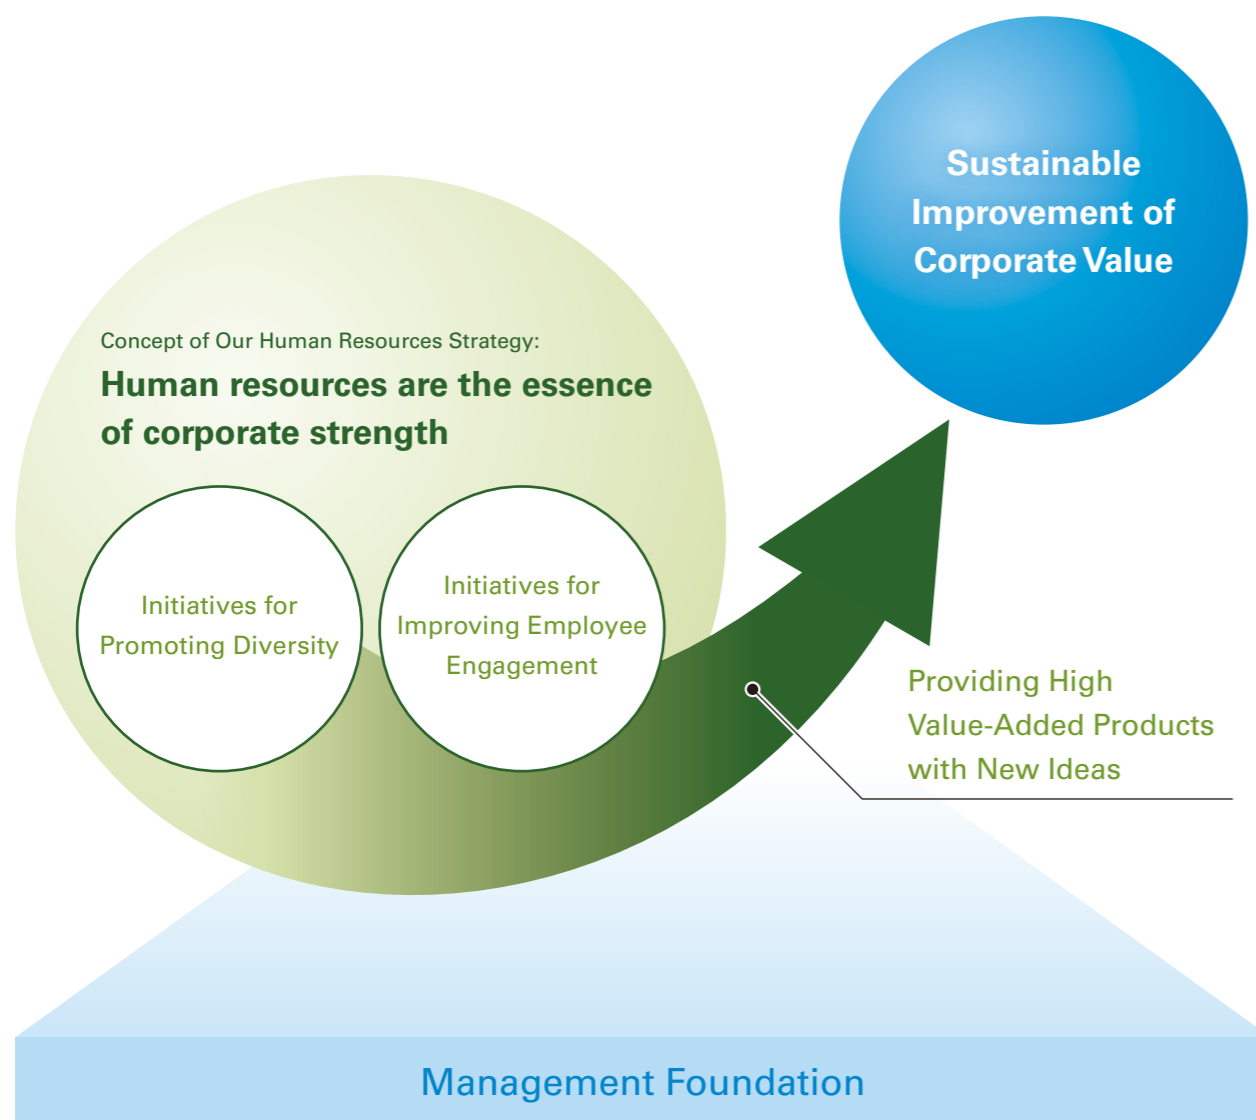 Sustainable
Improvement of
Corporate Value
Concept of Our Human Resources Strategy:
Human resources are the essence
of corporate strength
Initiatives for
Promoting Diversity
Initiatives for
Improving Employee
Engagement
Providing High
Value-Added Products
with New Ideas
Management Foundation